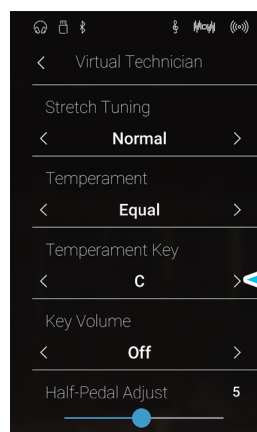 Virtual Technician
Stretch Tuning
Normal
Temperament
Equal
Temperament Key
C
Key Volume
Off
Half-Pedal Adjust 5